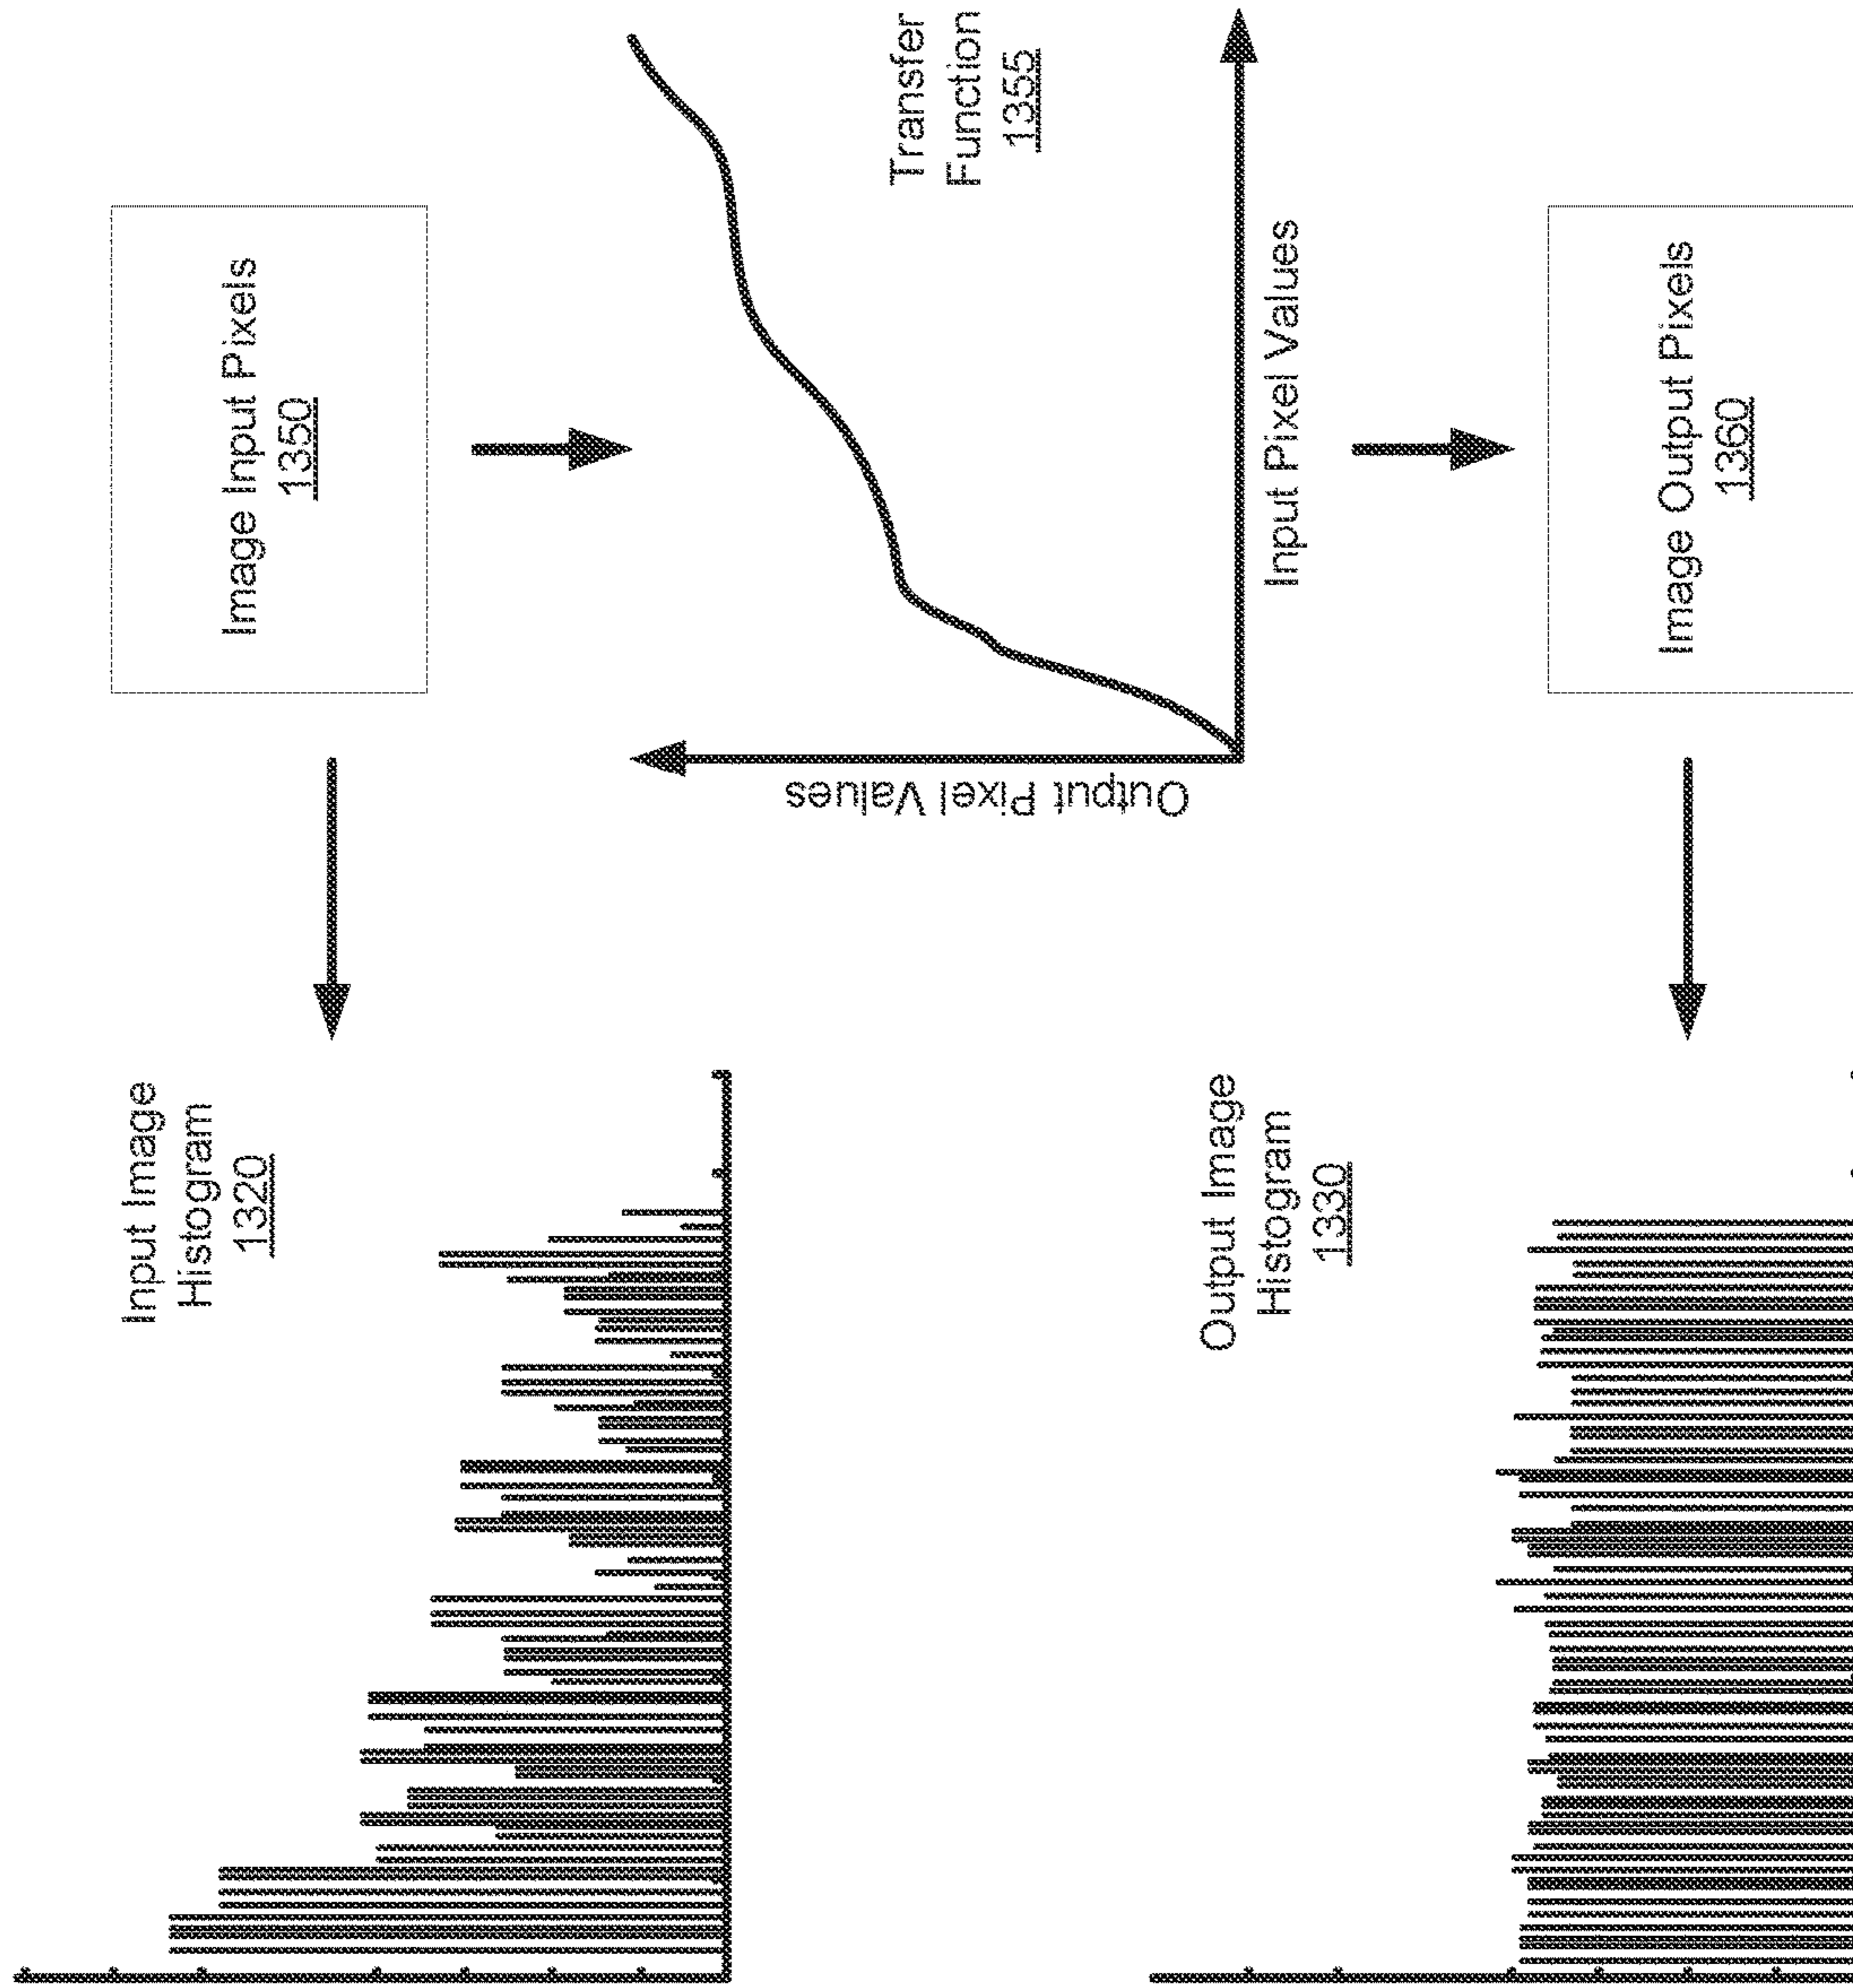 Input Image
Histogram
1320
Image Input Pixels
1350
Output Pixel Values
Transfer
Function
1355
Input Pixel Values
Output Image
Histogram
1330
Image Output Pixels
1360